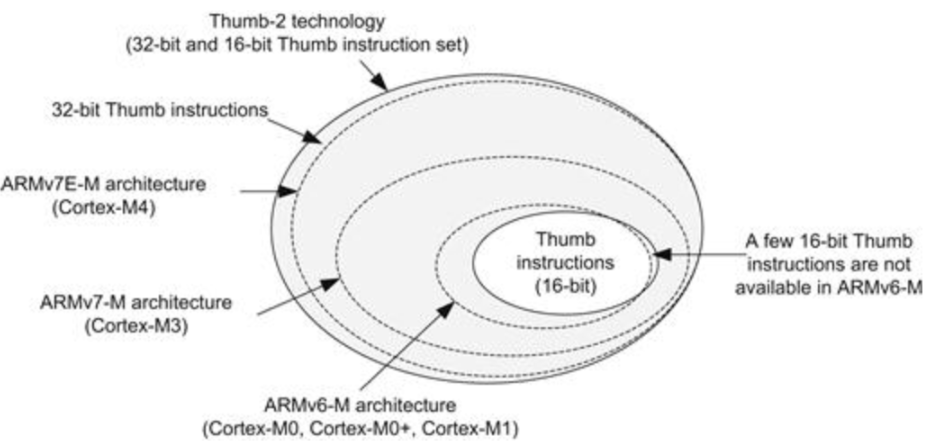 Thumb-2 technology
(32-bit and 16-bit Thumb instruction set)
32-bit Thumb instructions
ARMv7E-M architecture
(Cortex-M4)
Thumb
instructions
(16-bit)
A few 16-bit Thumb
instructions are not
available in ARMv6-M
ARMv7-M architecture
(Cortex-M3)
ARMv6-M architecture
(Cortex-M0, Cortex-M0+, Cortex-M1)